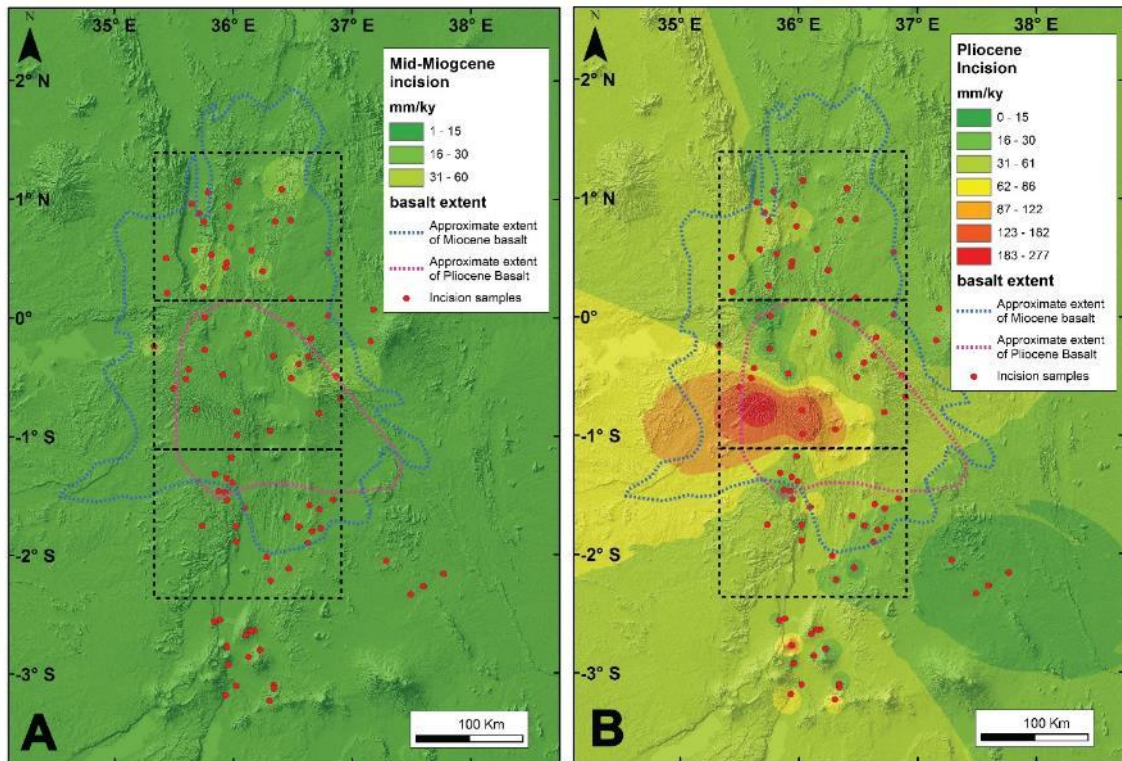 35° E 36° E 37° E 38° E
N
Mid-Miogcene
incision
mm/ky
1 - 15
16 - 30
31 - 60
basalt extent
Approximate extent
of Miocene basalt
Approximate extent
of Pliocene Basalt
Incision samples
2° N
1° N
0°
-1° S
-2° S
-3° S
A
100 Km
35° E 36° E 37° E 38° E
N
Pliocene
Incision
mm/ky
0 - 15
16 - 30
31 - 61
62 - 86
87 - 122
123 - 182
183 - 277
basalt extent
Approximate extent
of Miocene basalt
Approximate extent
of Pliocene Basalt
Incision samples
2° N
1° N
0°
-1° S
-2° S
-3° S
B
100 Km